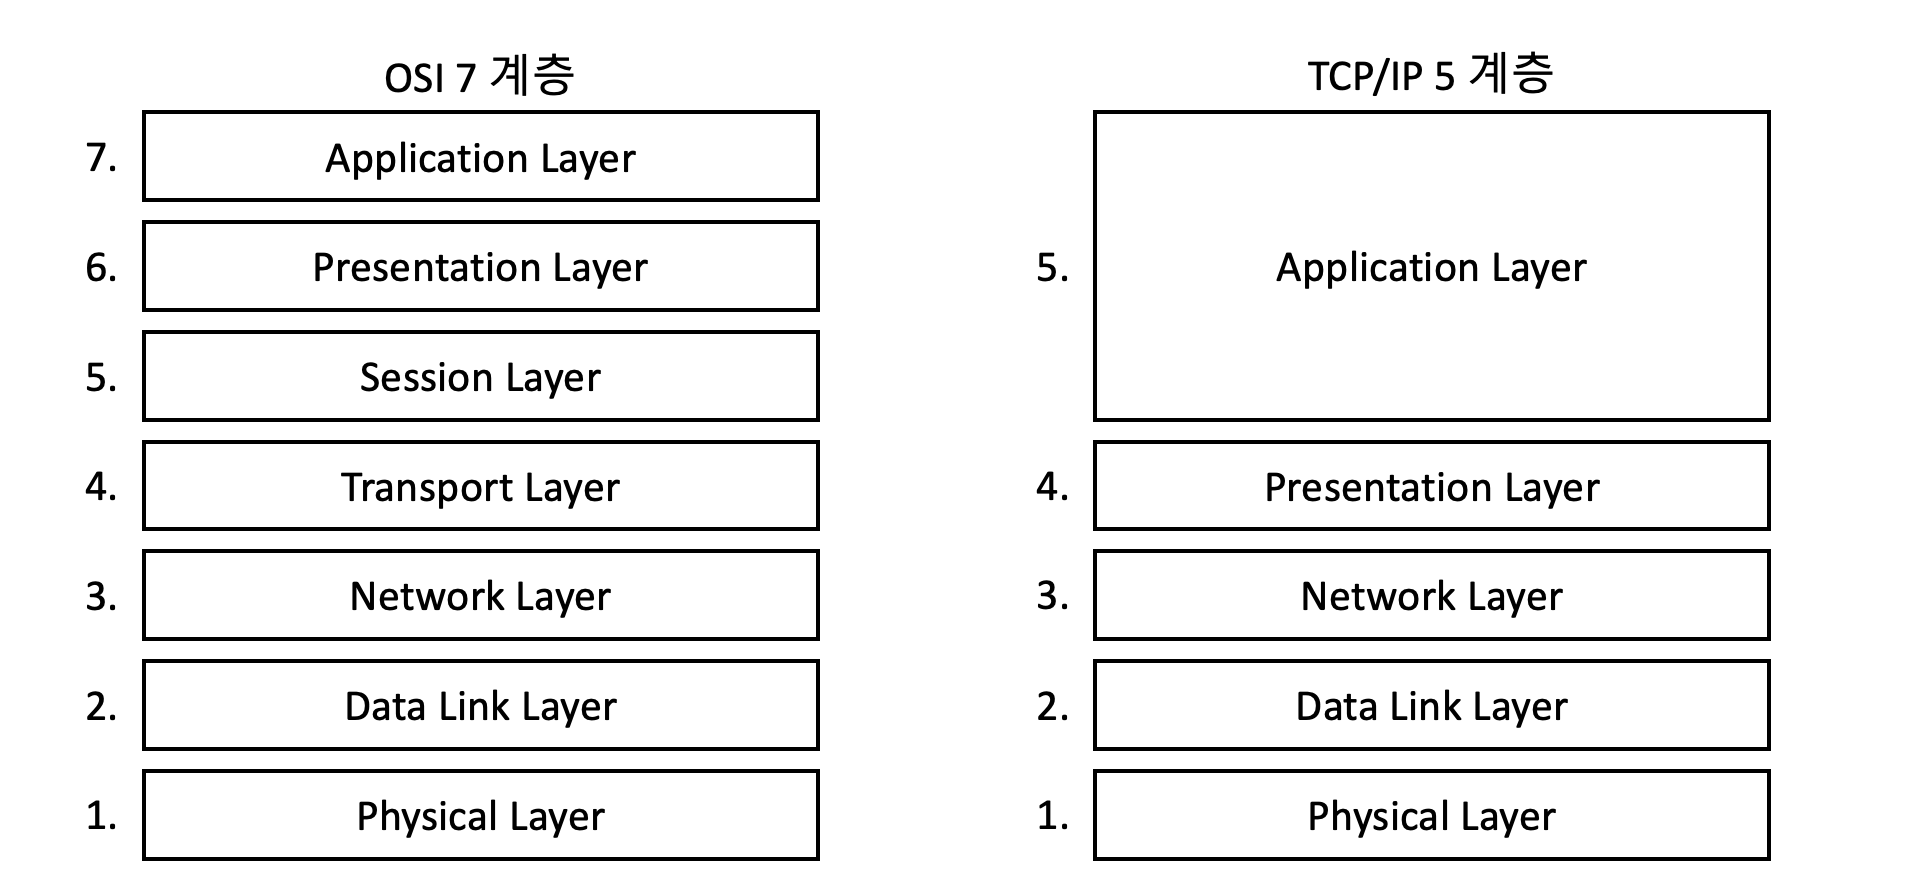 OSI 7 계층
7. Application Layer
6. Presentation Layer
5. Session Layer
4. Transport Layer
3. Network Layer
2. Data Link Layer
1. Physical Layer
TCP/IP 5 계층
5. Application Layer
4. Presentation Layer
3. Network Layer
2. Data Link Layer
1. Physical Layer